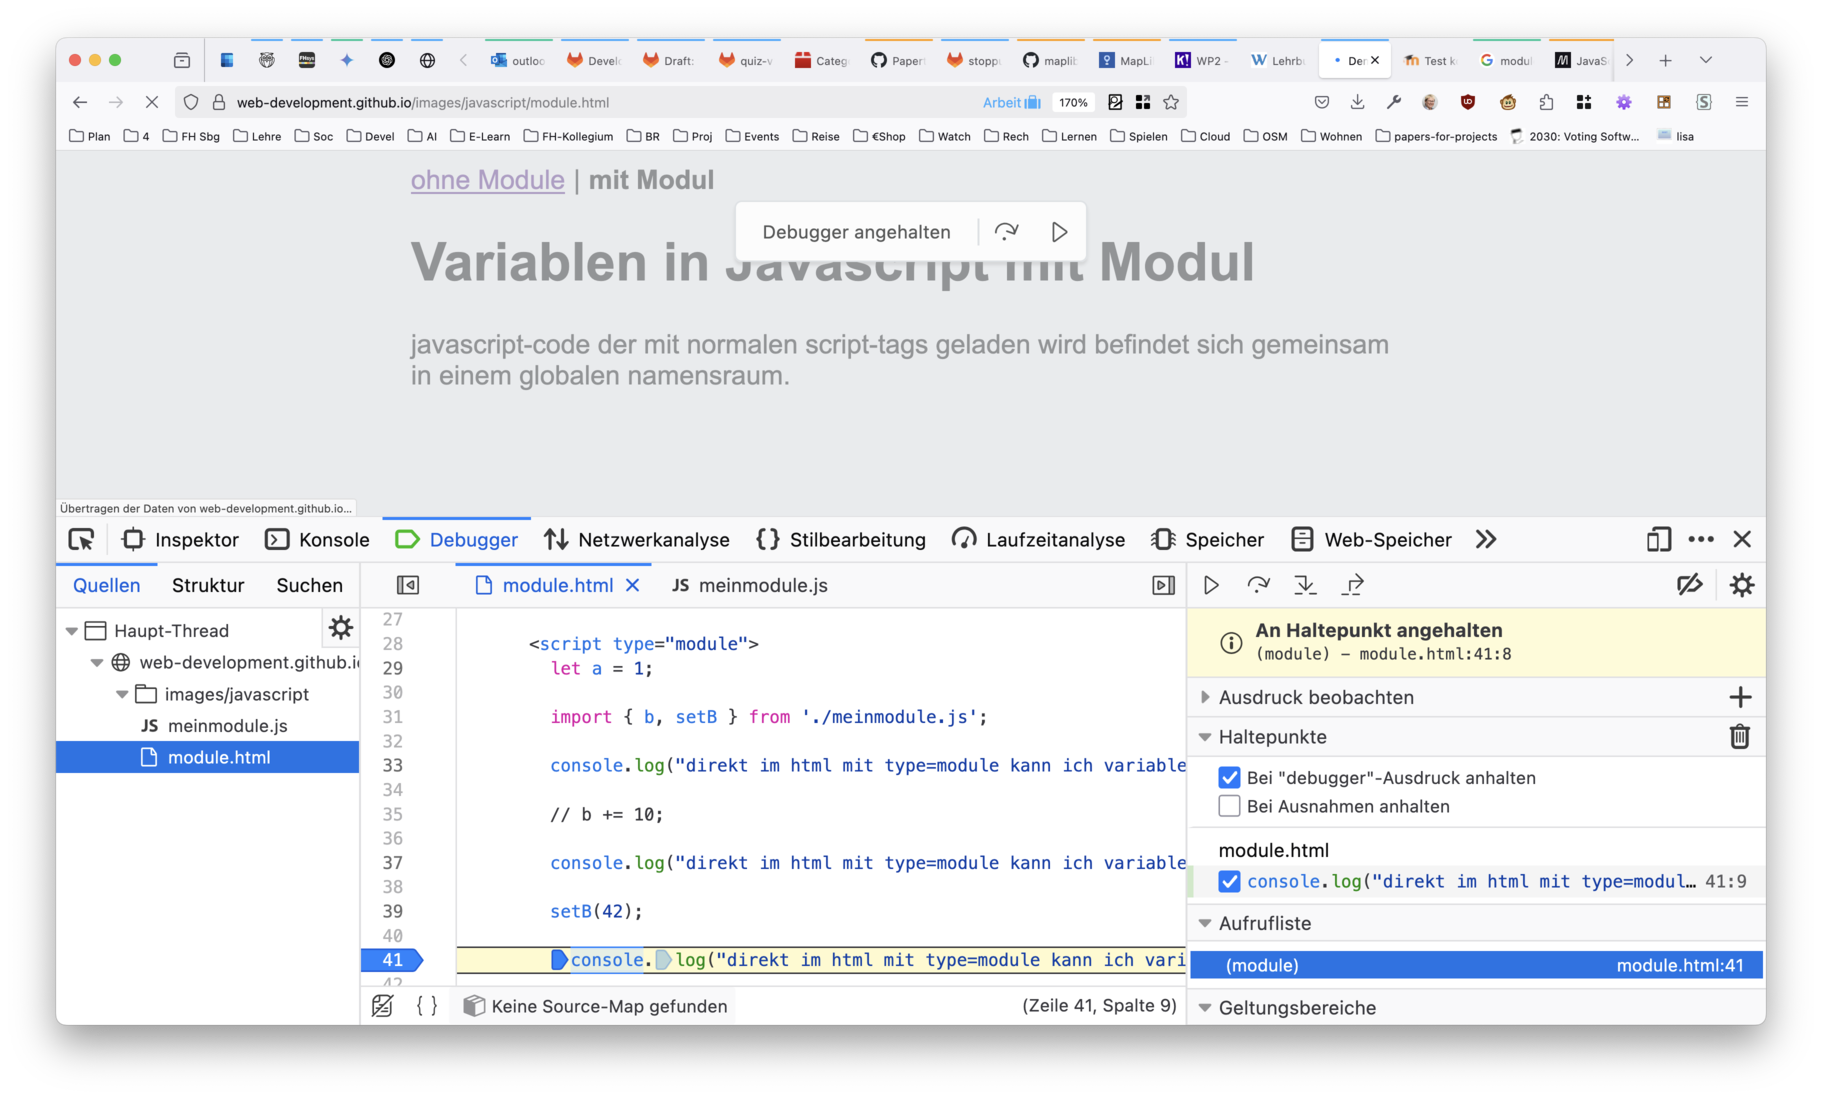 outloo
Develo
Draft:
quiz-v
Categ
Papert
stoppu
maplib
MapLi
WP2 -
Lehrbu
Der
Test k
modul
JavaS
web-development.github.io/images/javascript/module.html
Arbeit
170%
Plan
4
FH Sbg
Lehre
Soc
Devel
AI
E-Learn
FH-Kollegium
BR
Proj
Events
Reise
€Shop
Watch
Rech
Lernen
Spielen
Cloud
OSM
Wohnen
papers-for-projects
2030: Voting Softw...
lisa
ohne Module | mit Modul
Debugger angehalten
Variablen in Javascript mit Modul
javascript-code der mit normalen script-tags geladen wird befindet sich gemeinsam
in einem globalen namensraum.
Übertragen der Daten von web-development.github.io...
Inspektor
Konsole
Debugger
Netzwerkanalyse
Stilbearbeitung
Laufzeitanalyse
Speicher
Web-Speicher
Quellen
Struktur
Suchen
module.html
JS meinmodule.js
Haupt-Thread
web-development.github.i
images/javascript
JS meinmodule.js
module.html
27
28 <script type="module">
29 let a = 1;
30
31 import { b, setB } from './meinmodule.js';
32
33 console.log("direkt im html mit type=module kann ich variable
34
35 // b += 10;
36
37 console.log("direkt im html mit type=module kann ich variable
38
39 setB(42);
40
41 console.log("direkt im html mit type=module kann ich vari
42
Keine Source-Map gefunden
(Zeile 41, Spalte 9)
An Haltepunkt angehalten
(module) – module.html:41:8
Ausdruck beobachten
Haltepunkte
Bei "debugger"-Ausdruck anhalten
Bei Ausnahmen anhalten
module.html
console.log("direkt im html mit type=modul… 41:9
Aufrufliste
(module) module.html:41
Geltungsbereiche